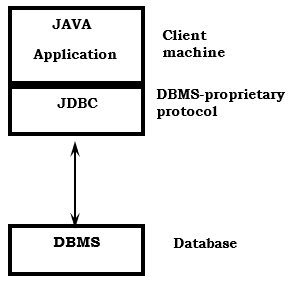 JAVA
Application
Client
machine
JDBC
DBMS-proprietary
protocol
DBMS
Database